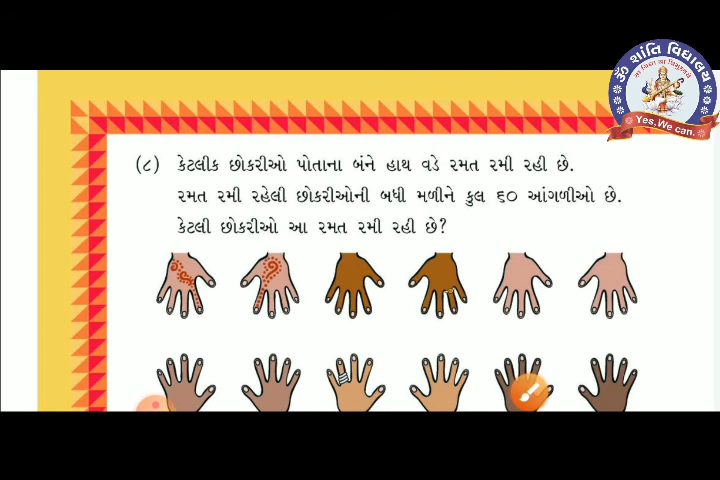 ૐ શાંતિ વિદ્યાલય
સા વિદ્યા યા વિમુક્તયે
Yes.We can.
(૮) કેટલીક છોકરીઓ પોતાના બંને હાથ વડે રમત રમી રહી છે.
રમત રમી રહેલી છોકરીઓની બધી મળીને કુલ ૬૦ આંગળીઓ છે.
કેટલી છોકરીઓ આ રમત રમી રહી છે?